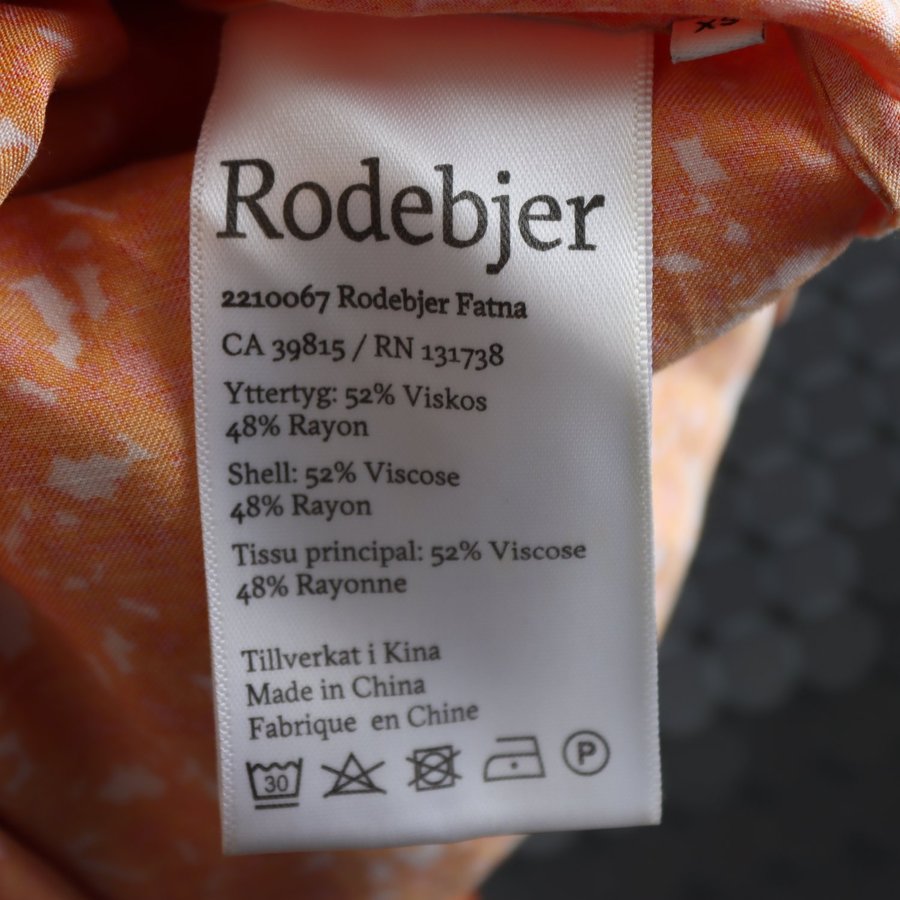 XS
Rodebjer
2210067 Rodebjer Fatna
CA 39815 / RN 131738
Yttertyg: 52% Viskos
48% Rayon
Shell: 52% Viscose
48% Rayon
Tissu principal: 52% Viscose
48% Rayonne
Tillverkat i Kina
Made in China
Fabrique en Chine
30 P